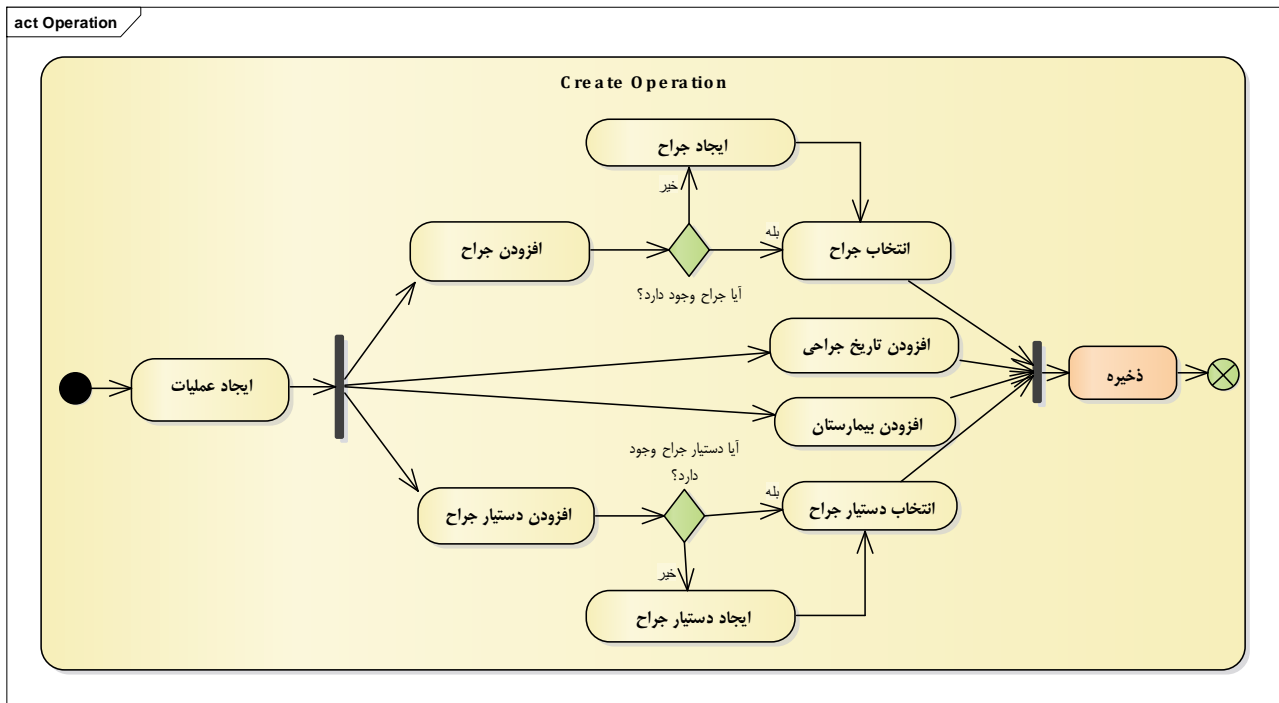 act Operation
Create Operation
ایجاد جراح
خیر
افزودن جراح
بله
انتخاب جراح
آیا جراح وجود دارد؟
افزودن تاریخ جراحی
ایجاد عملیات
ذخیره
افزودن بیمارستان
آیا دستیار جراح وجود
دارد؟
بله
افزودن دستیار جراح
انتخاب دستیار جراح
خیر
ایجاد دستیار جراح